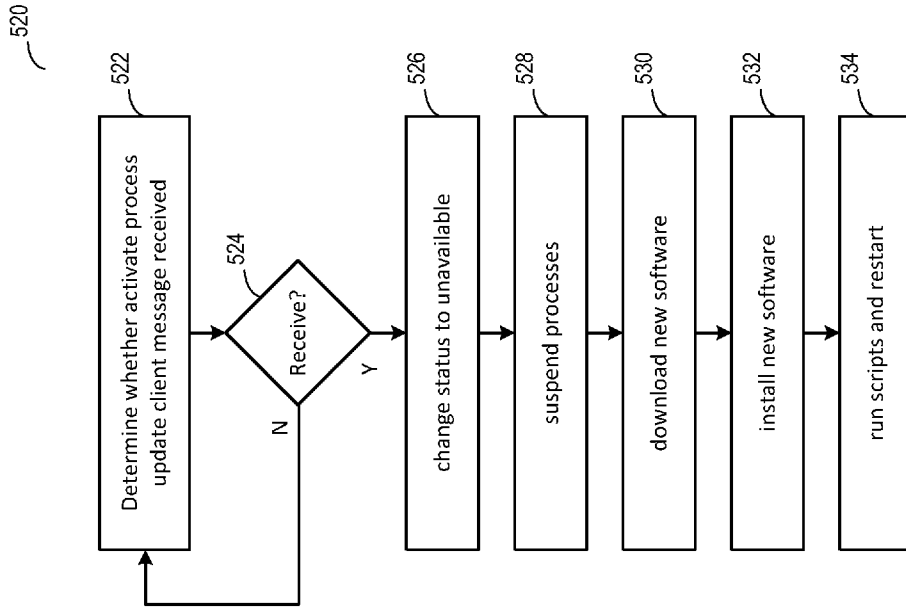 520
522
Determine whether activate process
update client message received
524
Receive?
N
Y
526
change status to unavailable
528
suspend processes
530
download new software
532
install new software
534
run scripts and restart